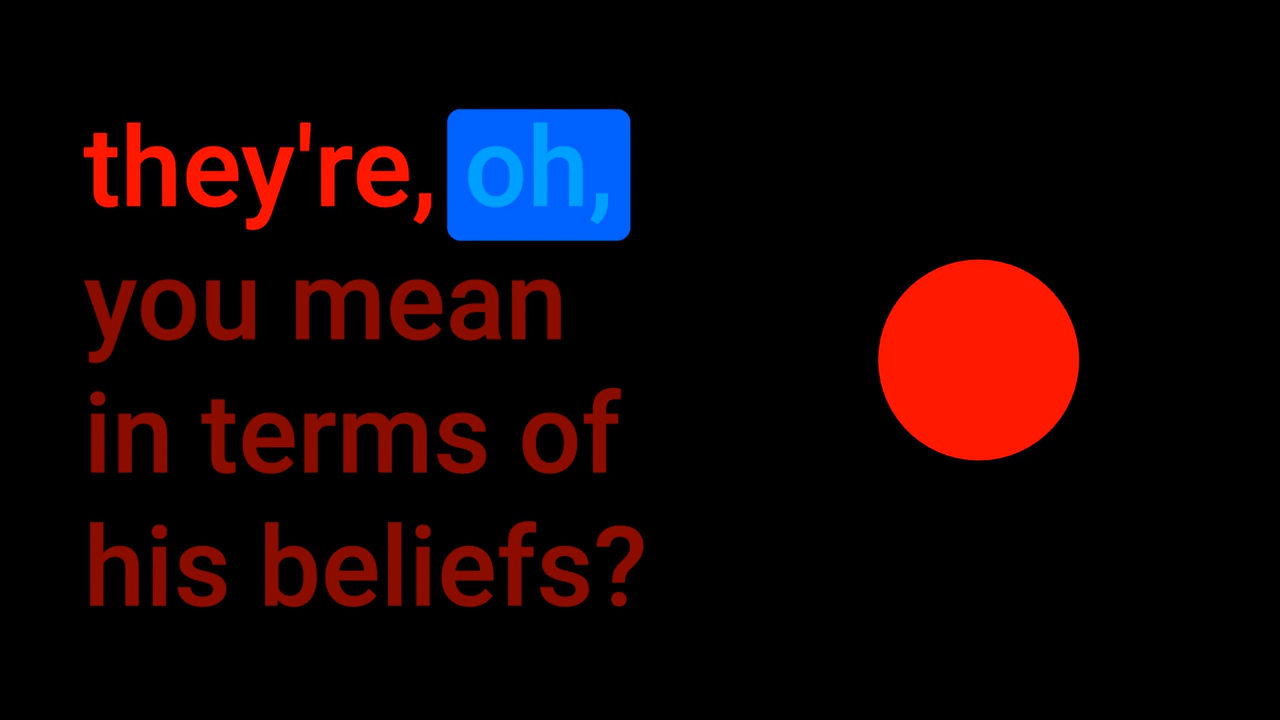 they're, oh,
you mean
in terms of
his beliefs?